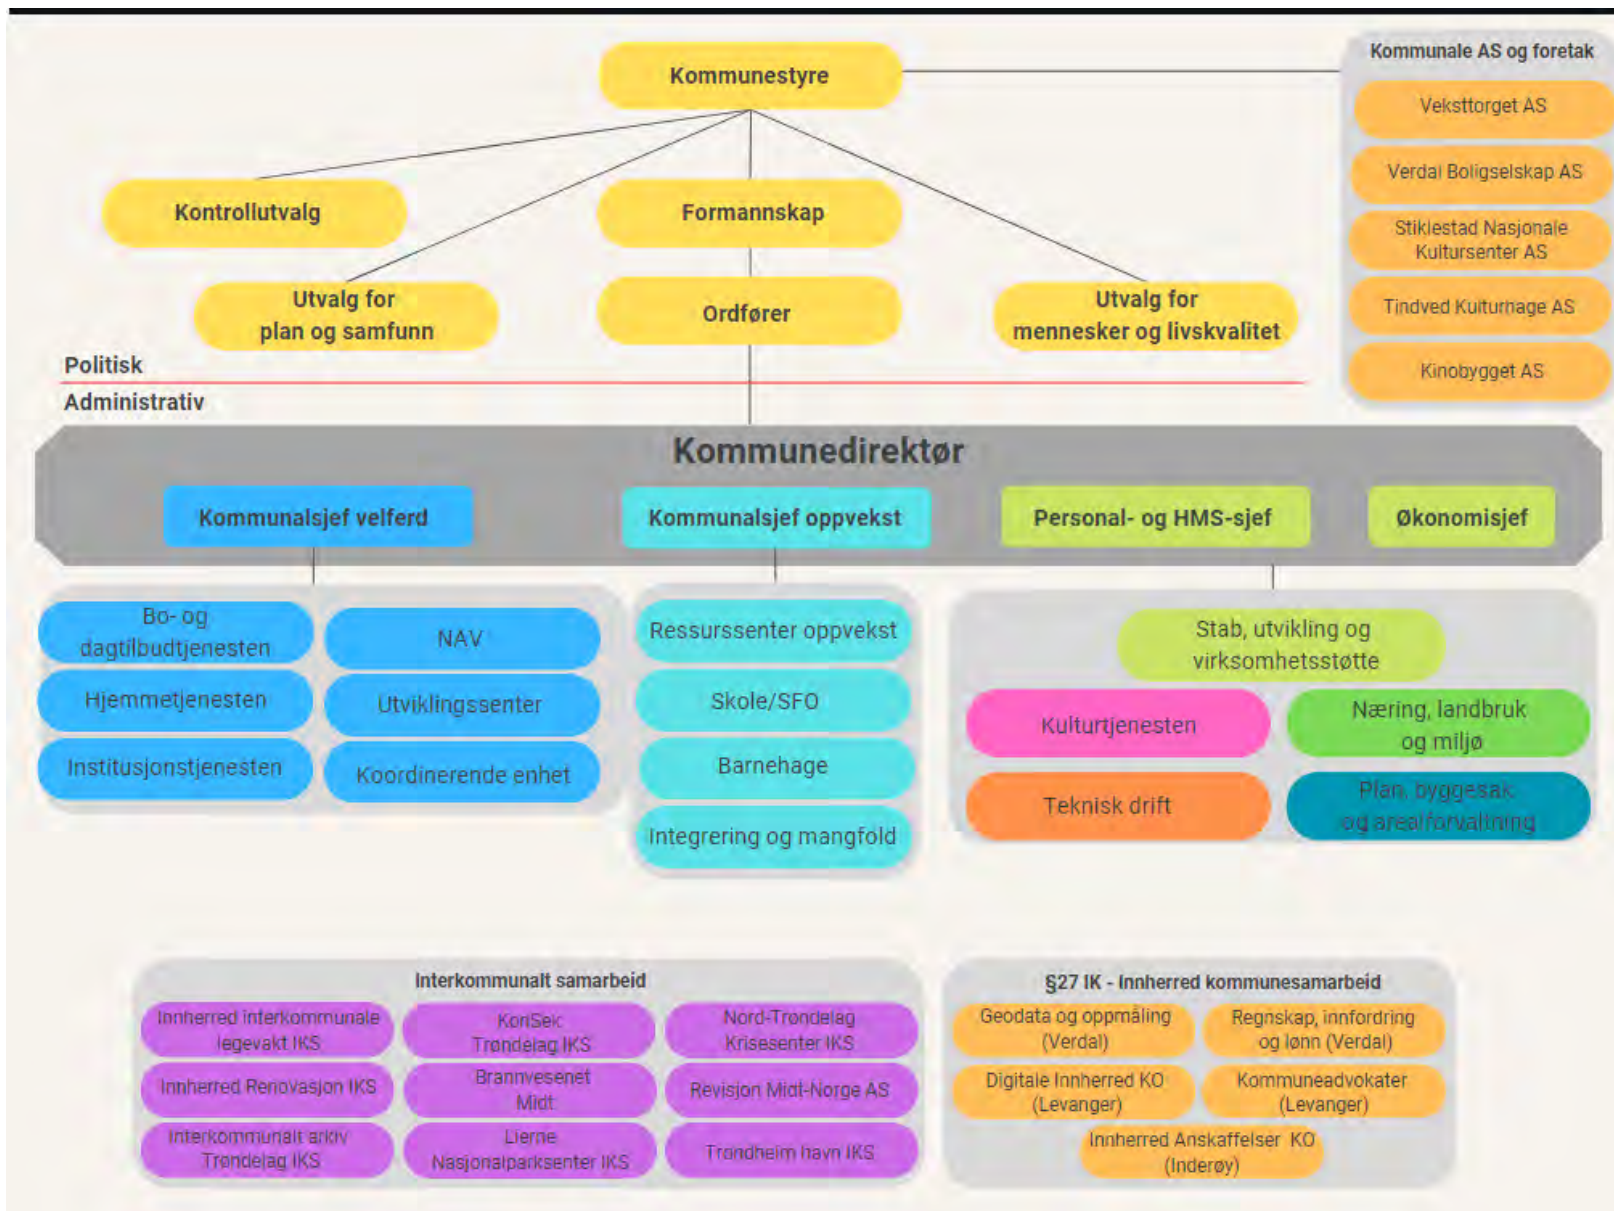 Kommunestyre
Kommunale AS og foretak
Veksttorget AS
Verdal Boligselskap AS
Stiklestad Nasjonale
Kultursenter AS
Tindved Kulturhage AS
Kinobygget AS
Kontrollutvalg
Formannskap
Utvalg for
plan og samfunn
Ordfører
Utvalg for
mennesker og livskvalitet
Politisk
Administrativ
Kommunedirektør
Kommunalsjef velferd
Kommunalsjef oppvekst
Personal- og HMS-sjef
Økonomisjef
Bo- og
dagtilbudtjenesten
NAV
Hjemmetjenesten
Utviklingssenter
Institusjonstjenesten
Koordinerende enhet
Ressurssenter oppvekst
Skole/SFO
Barnehage
Integrering og mangfold
Stab, utvikling og
virksomhetsstøtte
Kulturtjenesten
Næring, landbruk
og miljø
Teknisk drift
Plan, byggesak
og arealforvaltning
Interkommunalt samarbeid
Innherred interkommunale
legevakt IKS
KonSek
Trøndelag IKS
Nord-Trøndelag
Krisesenter IKS
Innherred Renovasjon IKS
Brannvesenet
Midt
Revisjon Midt-Norge AS
Interkommunalt arkiv
Trøndelag IKS
Lierne
Nasjonalparksenter IKS
Trondheim havn IKS
§27 IK - Innherred kommunesamarbeid
Geodata og oppmåling
(Verdal)
Regnskap, innfordring
og lønn (Verdal)
Digitale Innherred KO
(Levanger)
Kommuneadvokater
(Levanger)
Innherred Anskaffelser KO
(Inderøy)